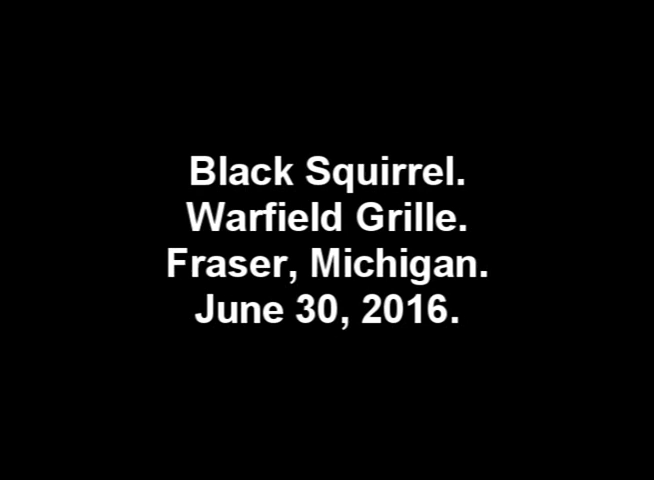 Black Squirrel.
Warfield Grille.
Fraser, Michigan.
June 30, 2016.